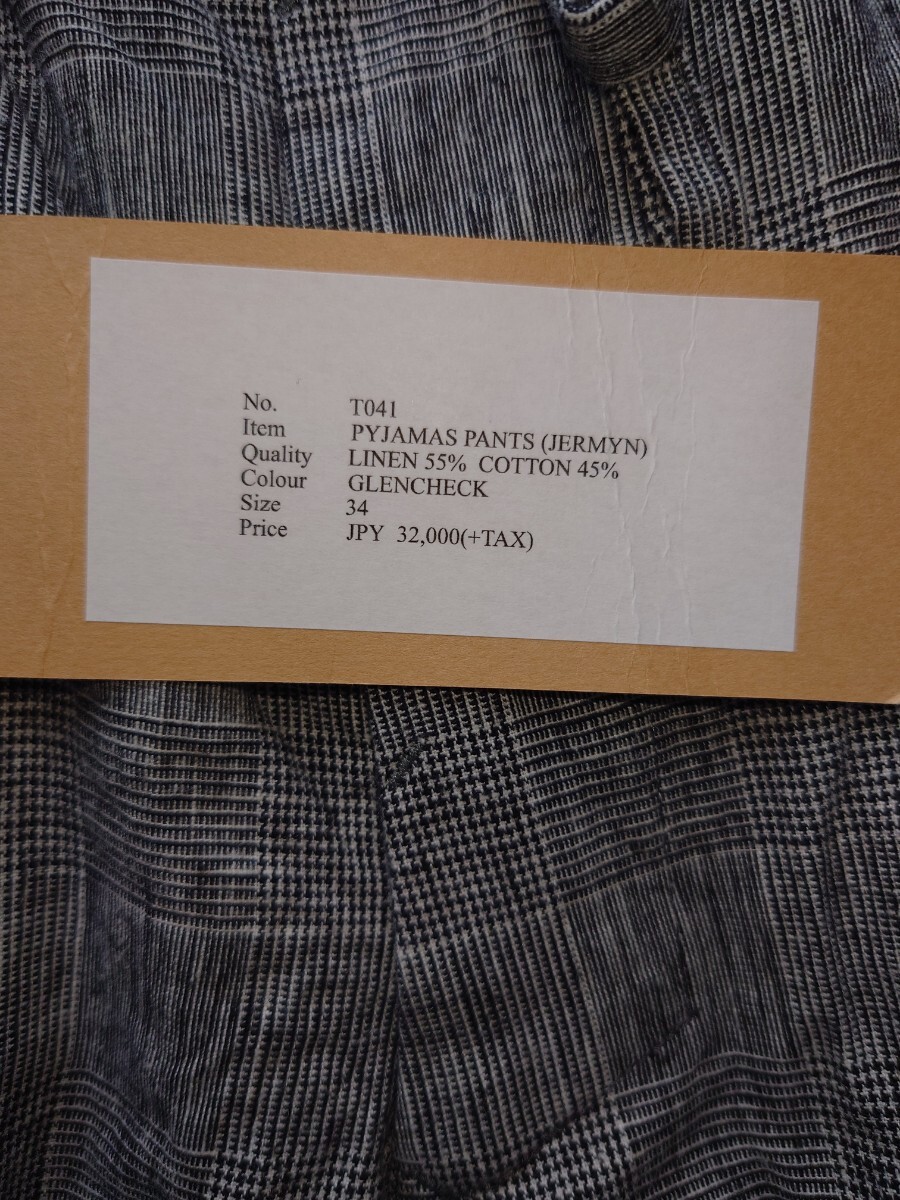 No. T041
Item PYJAMAS PANTS (JERMYN)
Quality LINEN 55% COTTON 45%
Colour GLENCHECK
Size 34
Price JPY 32,000(+TAX)